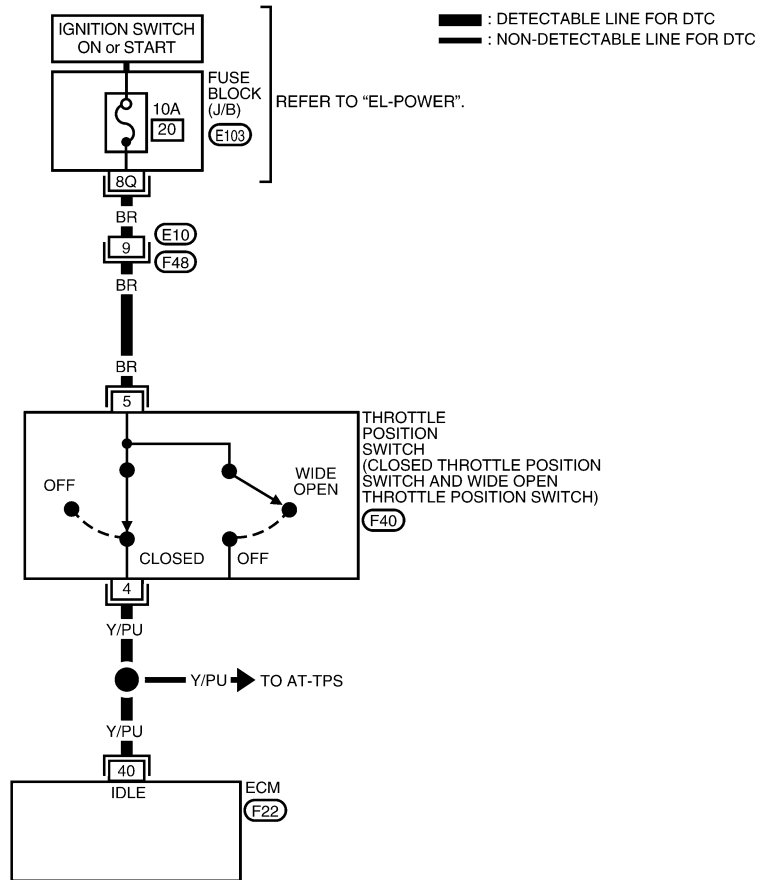 IGNITION SWITCH
ON or START
: DETECTABLE LINE FOR DTC
: NON-DETECTABLE LINE FOR DTC
FUSE
BLOCK
(J/B)
E103
10A
20
REFER TO “EL-POWER”.
8Q
BR
9
E10
F48
BR
BR
5
THROTTLE
POSITION
SWITCH
(CLOSED THROTTLE POSITION
SWITCH AND WIDE OPEN
THROTTLE POSITION SWITCH)
F40
OFF
WIDE
OPEN
CLOSED
OFF
4
Y/PU
Y/PU
TO AT-TPS
Y/PU
40
IDLE
ECM
F22